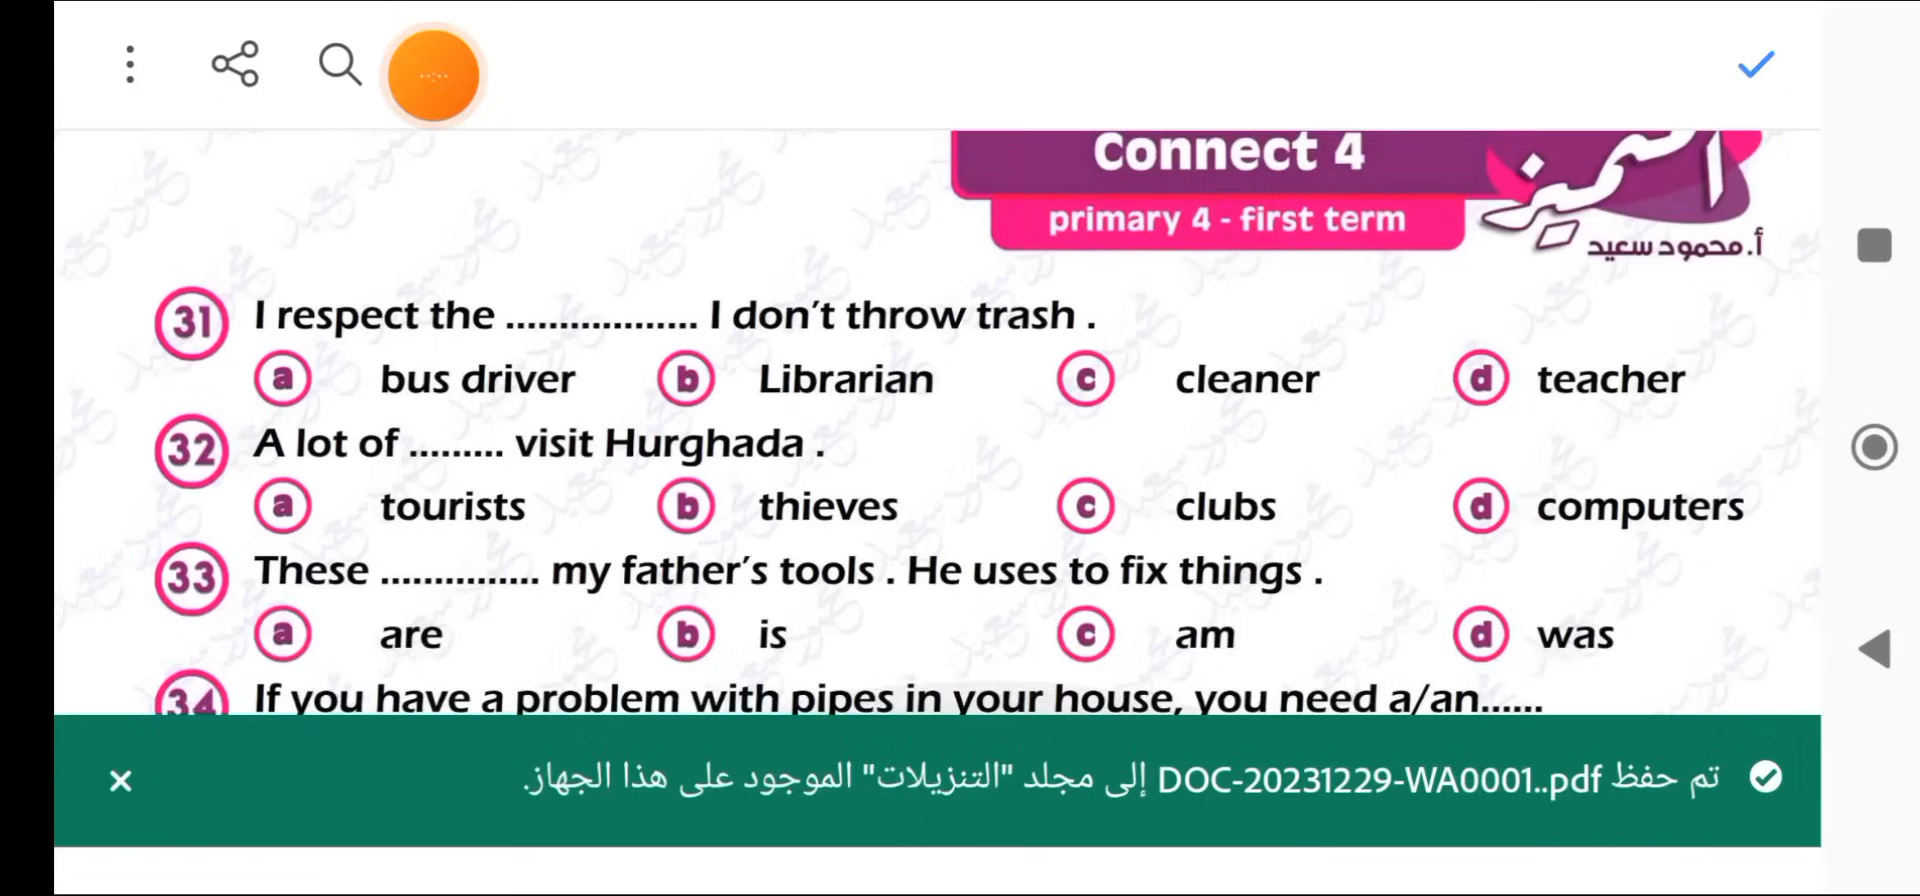 Connect 4
primary 4 - first term
المميز
أ. محمود سعيد
31 I respect the .................. I don't throw trash .
a bus driver b Librarian c cleaner d teacher
32 A lot of ......... visit Hurghada .
a tourists b thieves c clubs d computers
33 These ............... my father's tools . He uses to fix things .
a are b is c am d was
34 If you have a problem with pipes in your house, you need a/an......
تم حفظ DOC-20231229-WA0001..pdf إلى مجلد "التنزيلات" الموجود على هذا الجهاز.